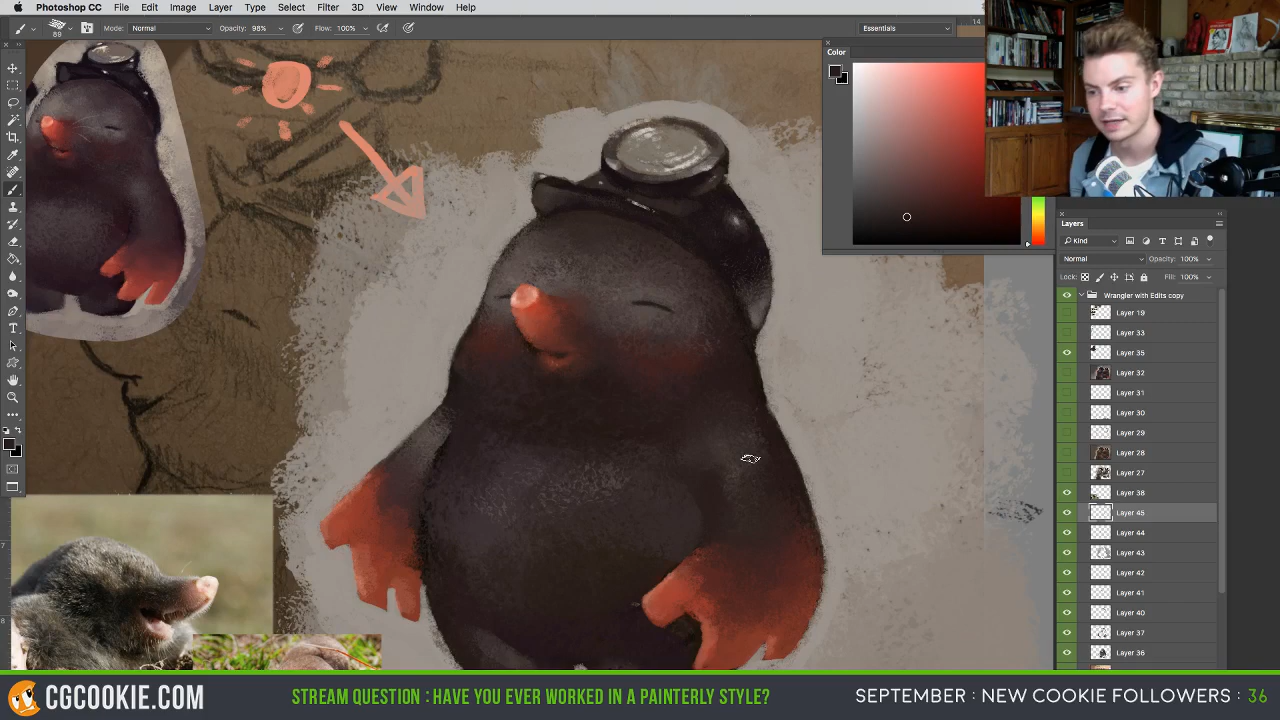 Photoshop CC File Edit Image Layer Type Select Filter 3D View Window Help
89 Mode: Normal Opacity: 98% Flow: 100% Essentials
14
Color
7
8
Layers
Kind
Normal Opacity: 100%
Lock: Fill: 100%
Wrangler with Edits copy
Layer 19
Layer 33
Layer 35
Layer 32
Layer 31
Layer 30
Layer 29
Layer 28
Layer 27
Layer 38
Layer 45
Layer 44
Layer 43
Layer 42
Layer 41
Layer 40
Layer 37
Layer 36
CGCOOKIE.COM STREAM QUESTION : HAVE YOU EVER WORKED IN A PAINTERLY STYLE? SEPTEMBER : NEW COOKIE FOLLOWERS : 36